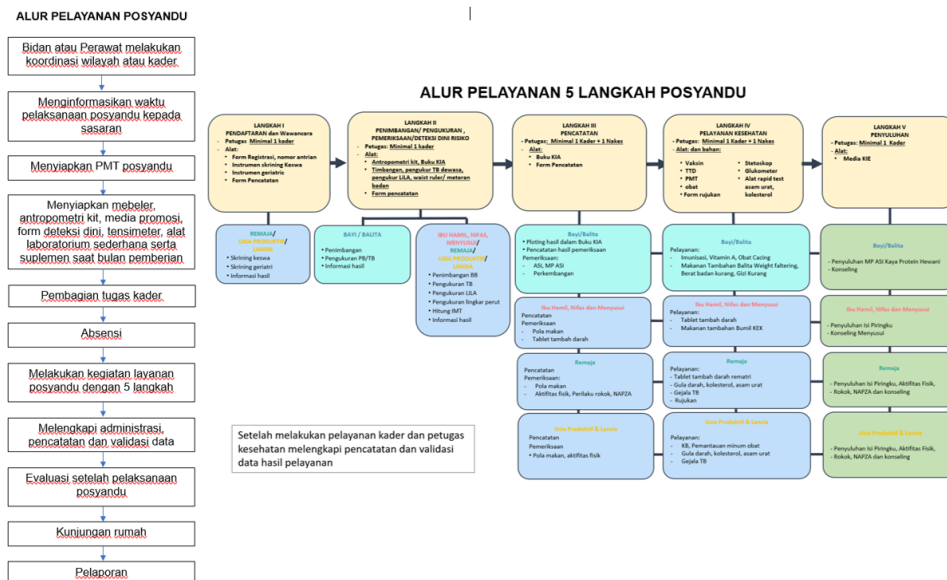 ALUR PELAYANAN POSYANDU
Bidan atau Perawat melakukan
koordinasi wilayah atau kader
Menginformasikan waktu
pelaksanaan posyandu kepada
sasaran
Menyiapkan PMT posyandu
Menyiapkan mebeler,
antropometri kit, media promosi,
form deteksi dini, tensimeter, alat
laboratorium sederhana serta
suplemen saat bulan pemberian
Pembagian tugas kader
Absensi
Melakukan kegiatan layanan
posyandu dengan 5 langkah
Melengkapi administrasi,
pencatatan dan validasi data
Evaluasi setelah pelaksanaan
posyandu
Kunjungan rumah
Pelaporan
ALUR PELAYANAN 5 LANGKAH POSYANDU
LANGKAH I
PENDAFTARAN dan Wawancara
- Petugas: Minimal 1 kader
- Alat:
- Form Registrasi, nomor antrian
- Instrumen skrining Keswa
- Instrumen geriatric
- Form Pencatatan
REMAJA/
USIA PRODUKTIF/
LANSIA
• Skrining keswa
• Skrining geriatri
• Informasi hasil
LANGKAH II
PENIMBANGAN/ PENGUKURAN ,
PEMERIKSAAN/DETEKSI DINI RISIKO
- Petugas: Minimal 1 kader
- Alat:
- Antropometri kit, Buku KIA
- Timbangan, pengukur TB dewasa,
pengukur LILA, waist ruler/ meteran
badan
- Form pencatatan
BAYI / BALITA
• Penimbangan
• Pengukuran PB/TB
• Informasi hasil
IBU HAMIL, NIFAS,
MENYUSUI/
REMAJA/
USIA PRODUKTIF/
LANSIA
• Penimbangan BB
• Pengukuran TB
• Pengukuran LILA
• Pengukuran lingkar perut
• Hitung IMT
• Informasi hasil
LANGKAH III
PENCATATAN
- Petugas: Minimal 1 Kader + 1 Nakes
- Alat:
- Buku KIA
- Form Pencatatan
Bayi/Balita
• Ploting hasil dalam Buku KIA
• Pencatatan hasil pemeriksaan
Pemeriksaan:
- ASI, MP ASI
- Perkembangan
Ibu Hamil, Nifas dan Menyusui
Pencatatan
Pemeriksaan
- Pola makan
- Tablet tambah darah
Remaja
Pencatatan
Pemeriksaan:
- Pola makan
- Aktifitas fisik, Perilaku rokok, NAPZA
Usia Produktif & Lansia
Pencatatan
Pemeriksaan
• Pola makan, aktifitas fisik
LANGKAH IV
PELAYANAN KESEHATAN
- Petugas: Minimal 1 Kader + 1 Nakes
Alat: dan bahan:
• Vaksin
• TTD
• PMT
• obat
• Form rujukan
• Stetoskop
• Glukometer
• Alat rapid test
asam urat,
kolesterol
Bayi/Balita
Pelayanan:
- Imunisasi, Vitamin A, Obat Cacing
- Makanan Tambahan Balita Weight faltering,
Berat badan kurang, Gizi Kurang
Ibu Hamil, Nifas dan Menyusui
Pelayanan:
- Tablet tambah darah
- Makanan tambahan Bumil KEK
Remaja
Pelayanan:
- Tablet tambah darah rematri
- Gula darah, kolesterol, asam urat
- Gejala TB
- Rujukan
Usia Produktif & Lansia
Pelayanan:
- KB, Pemantauan minum obat
- Gula darah, kolesterol, asam urat
- Gejala TB
LANGKAH V
PENYULUHAN
- Petugas: Minimal 1 Kader
- Alat:
- Media KIE
Bayi/Balita
- Penyuluhan MP ASI Kaya Protein Hewani
- Konseling
Ibu Hamil, Nifas dan Menyusui
- Penyuluhan Isi Piringku
- Konseling Menyusui
Remaja
- Penyuluhan Isi Piringku, Aktifitas Fisik,
- Rokok, NAPZA dan konseling
Usia Produktif & Lansia
- Penyuluhan Isi Piringku, Aktifitas Fisik,
- Rokok, NAPZA dan konseling
Setelah melakukan pelayanan kader dan petugas
kesehatan melengkapi pencatatan dan validasi
data hasil pelayanan